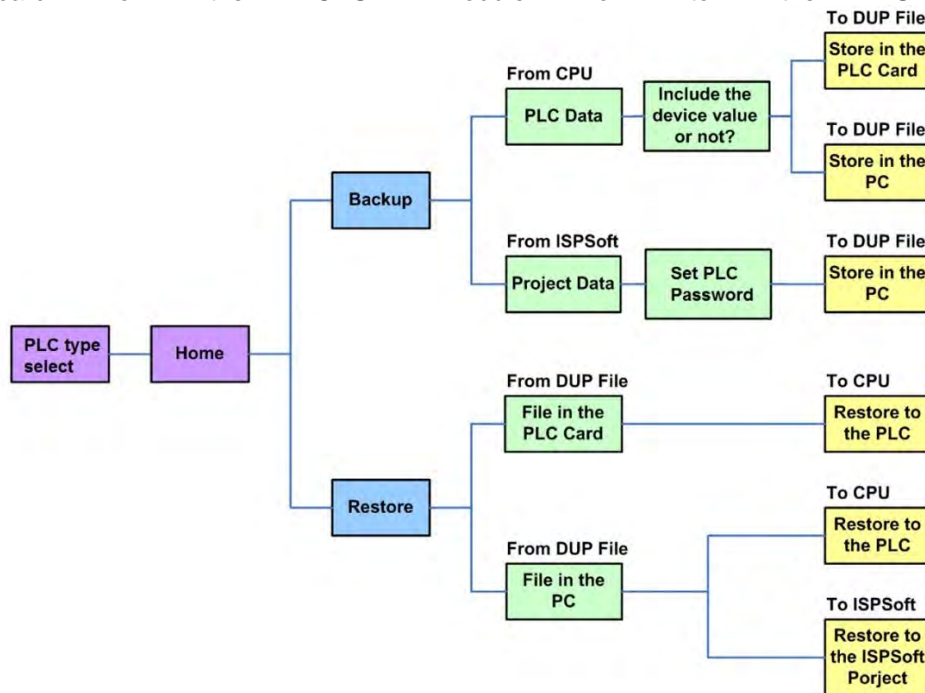 To DUP File
Store in the
PLC Card
From CPU
PLC Data
Include the
device value
or not?
To DUP File
Store in the
PC
Backup
From ISPSoft
Project Data
Set PLC
Password
To DUP File
Store in the
PC
PLC type
select
Home
From DUP File
File in the
PLC Card
To CPU
Restore to
the PLC
Restore
To CPU
Restore to
the PLC
From DUP File
File in the
PC
To ISPSoft
Restore to
the ISPSoft
Porject